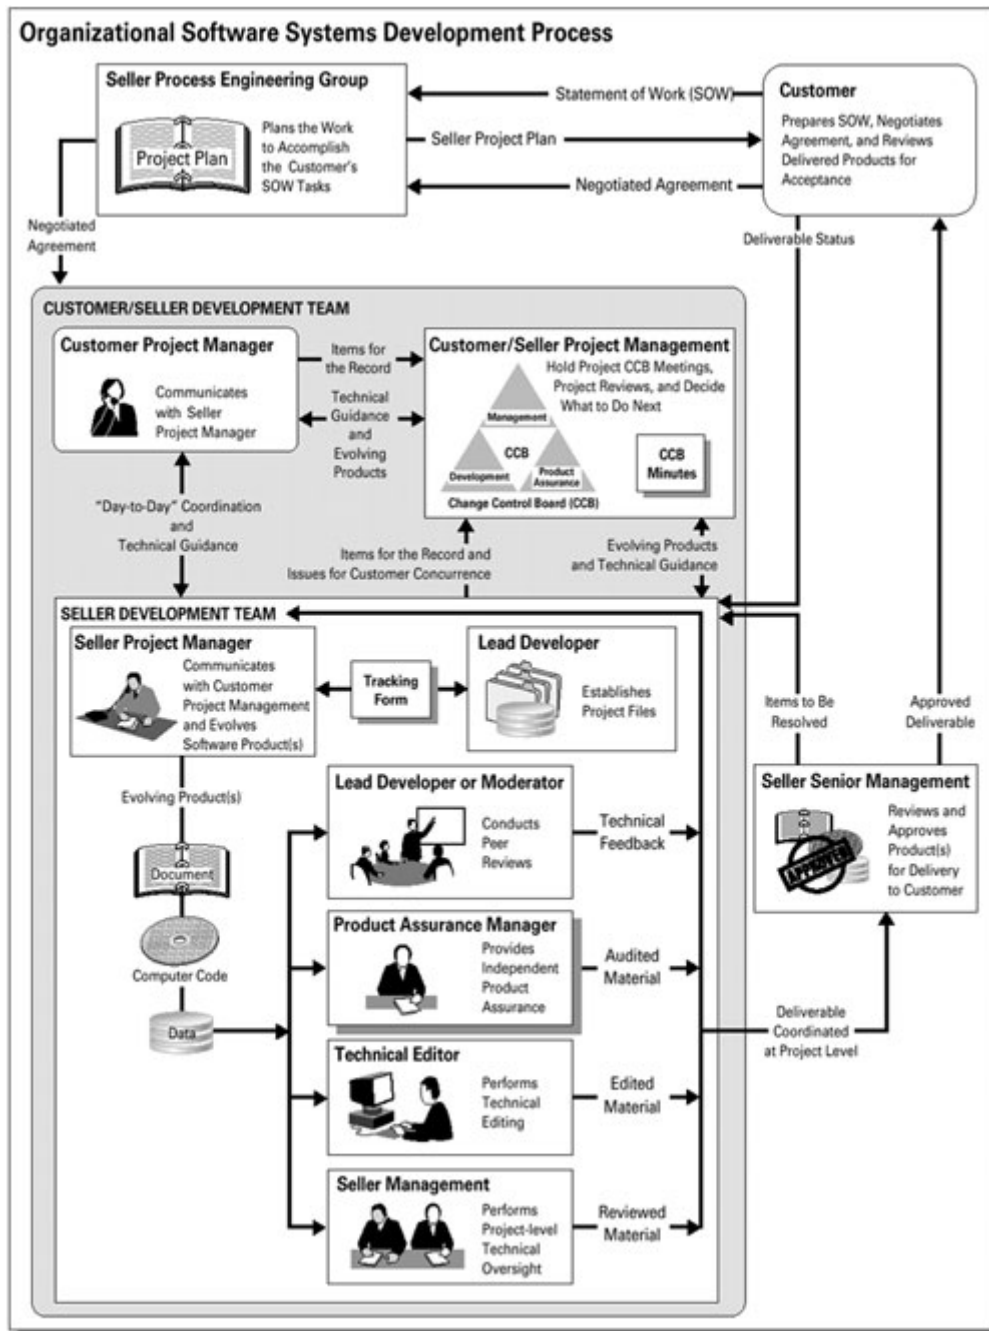 Organizational Software Systems Development Process
Seller Process Engineering Group
Project Plan
Plans the Work
to Accomplish
the Customer's
SOW Tasks
Statement of Work (SOW)
Seller Project Plan
Negotiated Agreement
Customer
Prepares SOW, Negotiates
Agreement, and Reviews
Delivered Products for
Acceptance
Negotiated
Agreement
Deliverable Status
CUSTOMER/SELLER DEVELOPMENT TEAM
Customer Project Manager
Communicates
with Seller
Project Manager
Items for
the Record
Technical
Guidance
and
Evolving
Products
Customer/Seller Project Management
Hold Project CCB Meetings,
Project Reviews, and Decide
What to Do Next
Management
CCB
Development
Product
Assurance
Change Control Board (CCB)
CCB
Minutes
"Day-to-Day" Coordination
and
Technical Guidance
Items for the Record and
Issues for Customer Concurrence
Evolving Products
and Technical Guidance
SELLER DEVELOPMENT TEAM
Seller Project Manager
Communicates
with Customer
Project Management
and Evolves
Software Product(s)
Tracking
Form
Lead Developer
Establishes
Project Files
Items to Be
Resolved
Approved
Deliverable
Seller Senior Management
APPROVED
Reviews and
Approves
Product(s)
for Delivery
to Customer
Evolving Product(s)
Document
Computer Code
Data
Lead Developer or Moderator
Conducts
Peer
Reviews
Technical
Feedback
Product Assurance Manager
Provides
Independent
Product
Assurance
Audited
Material
Deliverable
Coordinated
at Project Level
Technical Editor
Performs
Technical
Editing
Edited
Material
Seller Management
Performs
Project-level
Technical
Oversight
Reviewed
Material